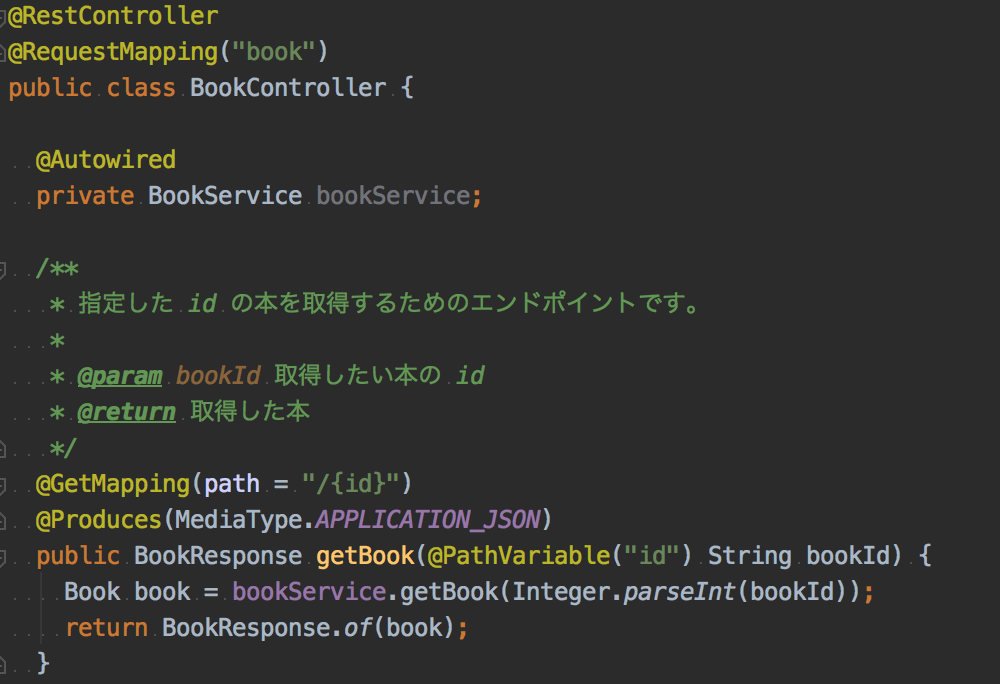 @RestController
@RequestMapping("book")
public class BookController {
@Autowired
private BookService bookService;
/**
* 指定した id の本を取得するためのエンドポイントです。
*
* @param bookId 取得したい本の id
* @return 取得した本
*/
@GetMapping(path = "/{id}")
@Produces(MediaType.APPLICATION_JSON)
public BookResponse getBook(@PathVariable("id") String bookId) {
Book book = bookService.getBook(Integer.parseInt(bookId));
return BookResponse.of(book);
}